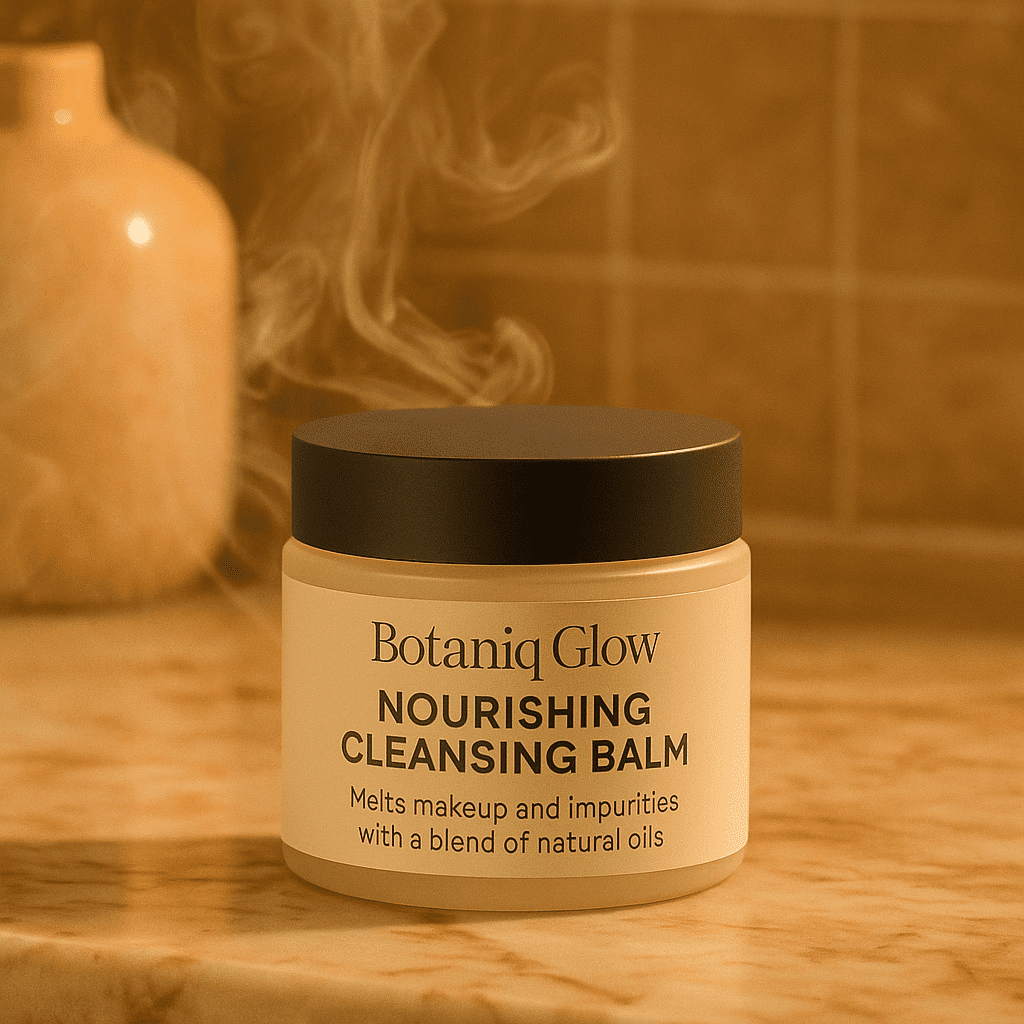 Botaniq Glow
NOURISHING
CLEANSING BALM
Melts makeup and impurities
with a blend of natural oils